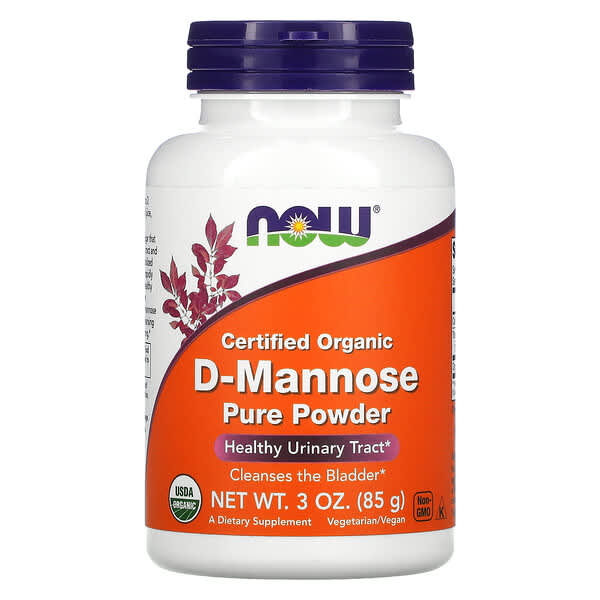 NOW®
Certified Organic
D-Mannose
Pure Powder
Healthy Urinary Tract*
Cleanses the Bladder*
USDA
ORGANIC
NET WT. 3 OZ. (85 g)
A Dietary Supplement Vegetarian/Vegan
Non-
GMO
K